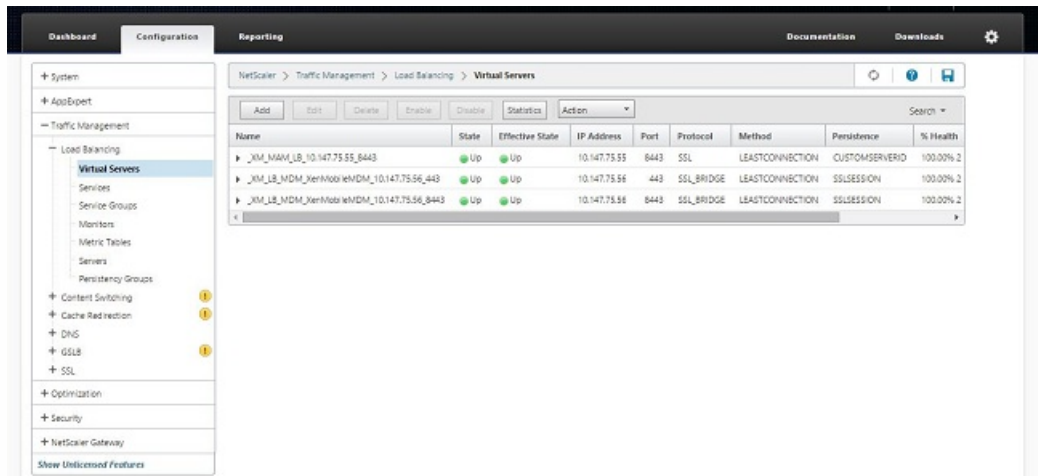 Dashboard Configuration Reporting Documentation Downloads
+ System
+ AppExpert
− Traffic Management
− Load Balancing
Virtual Servers
Services
Service Groups
Monitors
Metric Tables
Servers
Persistency Groups
+ Content Switching
+ Cache Redirection
+ DNS
+ GSLB
+ SSL
+ Optimization
+ Security
+ NetScaler Gateway
Show Unlicensed Features
NetScaler > Traffic Management > Load Balancing > Virtual Servers
Add Edit Delete Enable Disable Statistics Action Search
Name State Effective State IP Address Port Protocol Method Persistence % Health
_XM_MAM_LB_10.147.75.55_8443 Up Up 10.147.75.55 8443 SSL LEASTCONNECTION CUSTOMSERVERID 100.00% 2
_XM_LB_MDM_XenMobileMDM_10.147.75.56_443 Up Up 10.147.75.56 443 SSL_BRIDGE LEASTCONNECTION SSLSESSION 100.00% 2
_XM_LB_MDM_XenMobileMDM_10.147.75.56_8443 Up Up 10.147.75.56 8443 SSL_BRIDGE LEASTCONNECTION SSLSESSION 100.00% 2